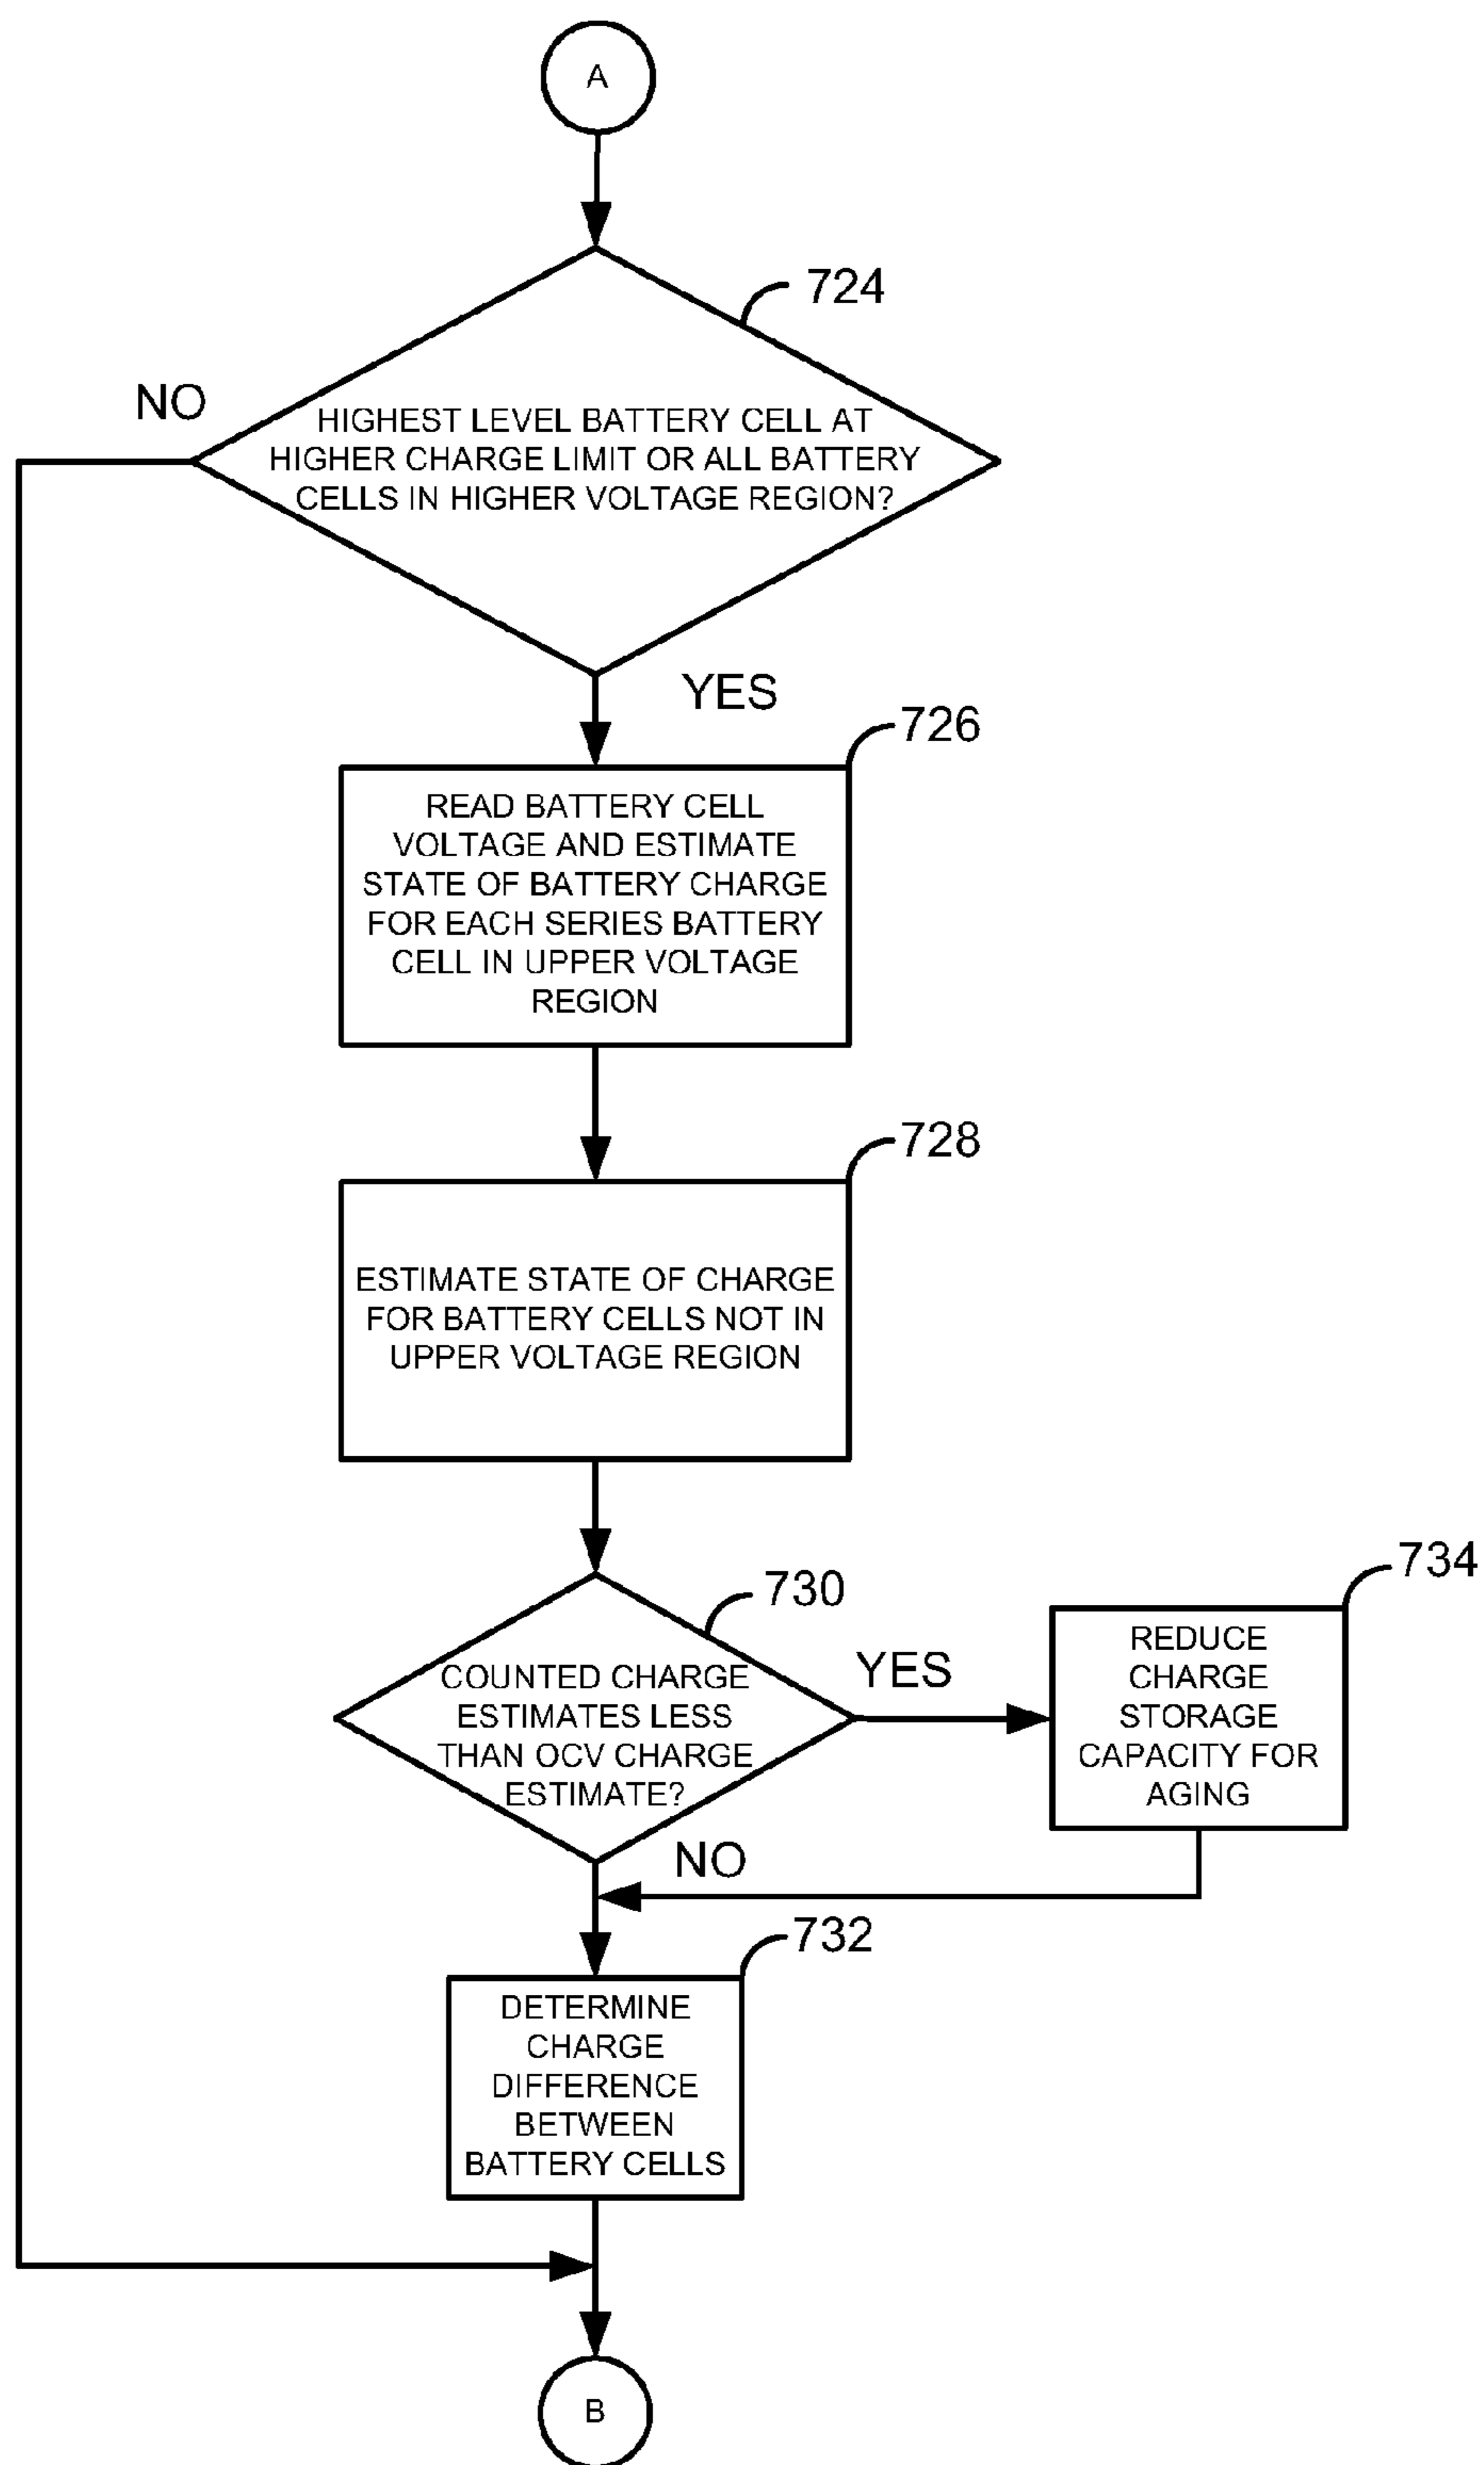 A
724
NO
HIGHEST LEVEL BATTERY CELL AT
HIGHER CHARGE LIMIT OR ALL BATTERY
CELLS IN HIGHER VOLTAGE REGION?
YES
726
READ BATTERY CELL
VOLTAGE AND ESTIMATE
STATE OF BATTERY CHARGE
FOR EACH SERIES BATTERY
CELL IN UPPER VOLTAGE
REGION
728
ESTIMATE STATE OF CHARGE
FOR BATTERY CELLS NOT IN
UPPER VOLTAGE REGION
730
COUNTED CHARGE
ESTIMATES LESS
THAN OCV CHARGE
ESTIMATE?
YES
734
REDUCE
CHARGE
STORAGE
CAPACITY FOR
AGING
NO
732
DETERMINE
CHARGE
DIFFERENCE
BETWEEN
BATTERY CELLS
B